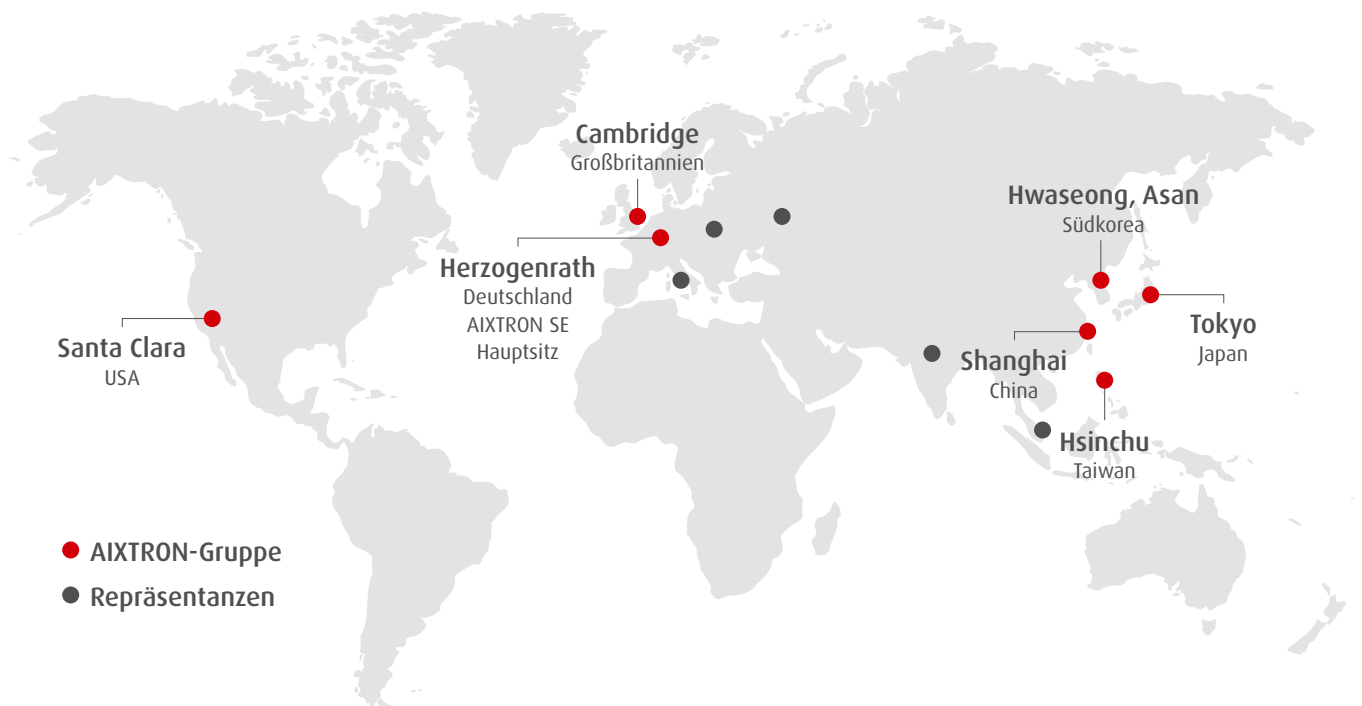 Cambridge
Großbritannien
Hwaseong, Asan
Südkorea
Herzogenrath
Deutschland
AIXTRON SE
Hauptsitz
Santa Clara
USA
Tokyo
Japan
Shanghai
China
Hsinchu
Taiwan
AIXTRON-Gruppe
Repräsentanzen